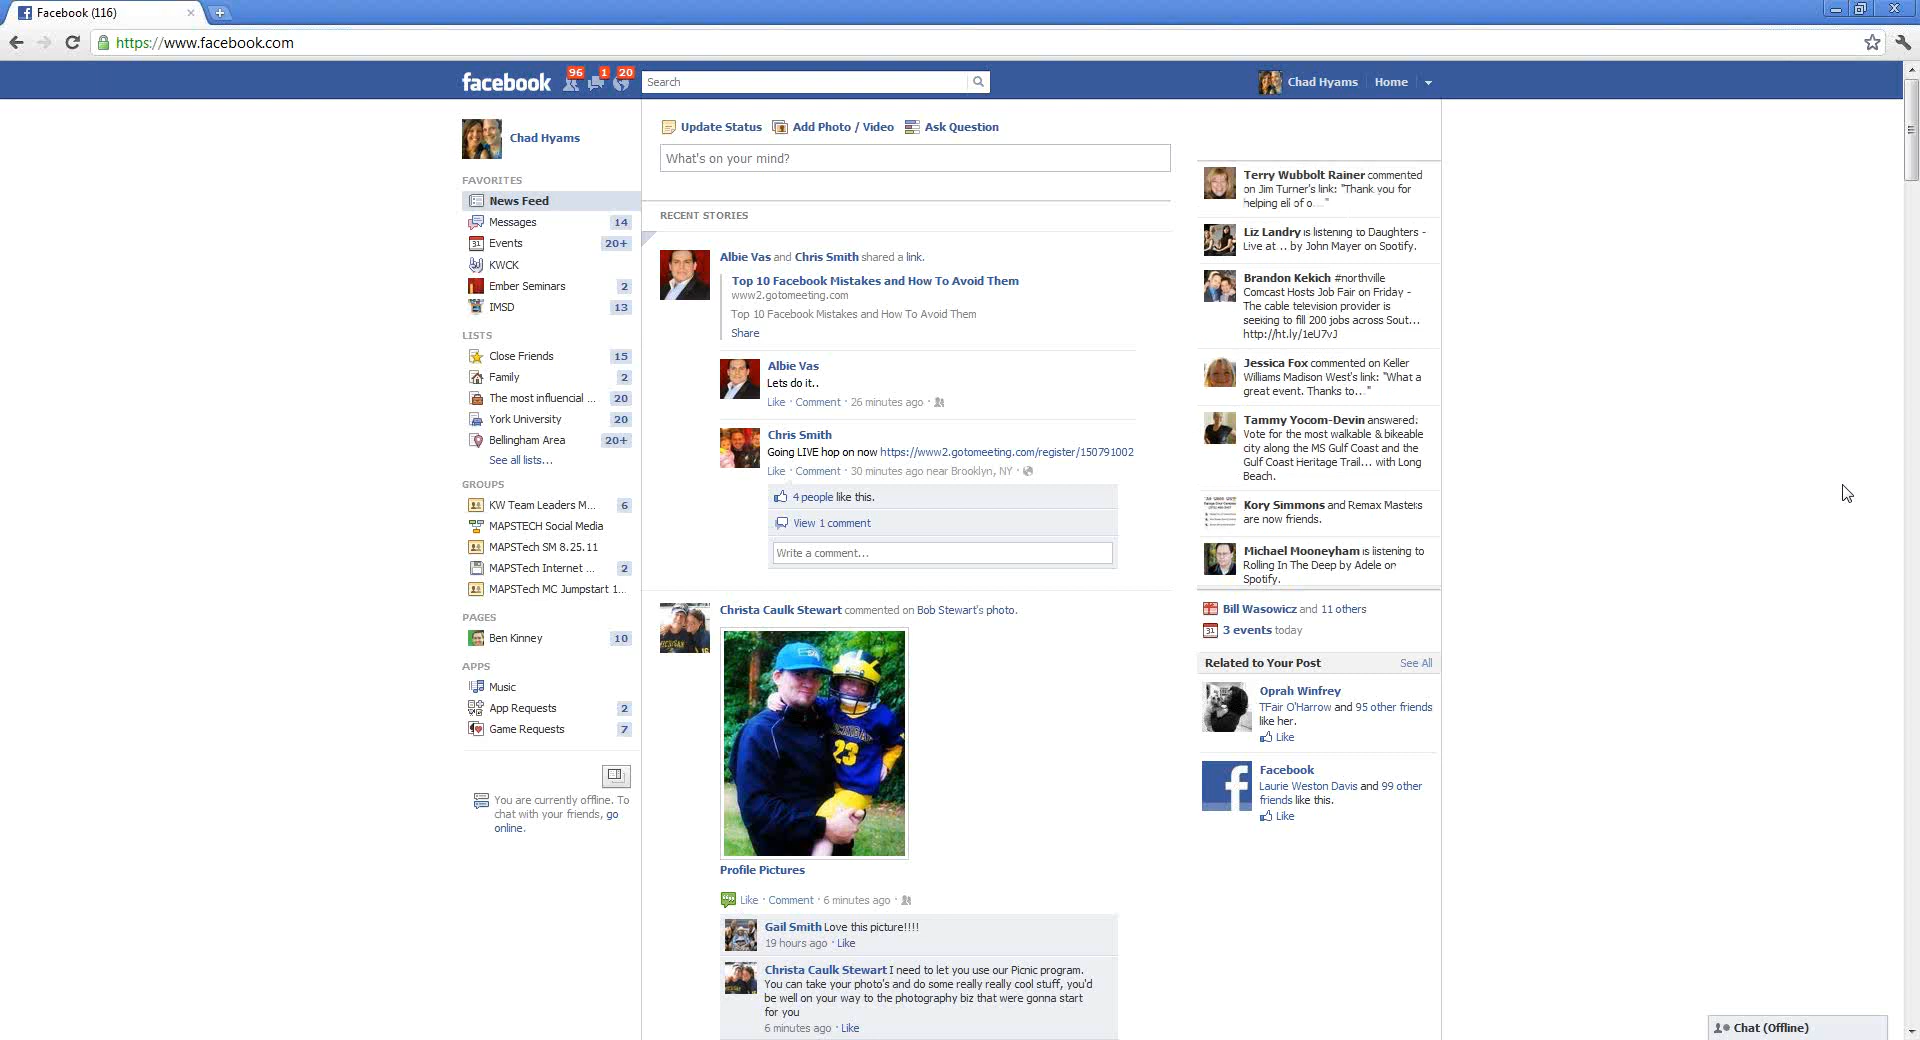 Facebook (116)
https://www.facebook.com
facebook
96
1
20
Search
Chad Hyams
Home
Chad Hyams
FAVORITES
News Feed
Messages 14
Events 20+
KWCK
Ember Seminars 2
IMSD 13
LISTS
Close Friends 15
Family 2
The most influencial ... 20
York University 20
Bellingham Area 20+
See all lists...
GROUPS
KW Team Leaders M... 6
MAPSTECH Social Media
MAPSTech SM 8.25.11
MAPSTech Internet ... 2
MAPSTech MC Jumpstart 1...
PAGES
Ben Kinney 10
APPS
Music
App Requests 2
Game Requests 7
You are currently offline. To
chat with your friends, go
online.
Update Status Add Photo / Video Ask Question
What's on your mind?
RECENT STORIES
Albie Vas and Chris Smith shared a link.
Top 10 Facebook Mistakes and How To Avoid Them
www2.gotomeeting.com
Top 10 Facebook Mistakes and How To Avoid Them
Share
Albie Vas
Lets do it..
Like · Comment · 26 minutes ago ·
Chris Smith
Going LIVE hop on now https://www2.gotomeeting.com/register/150791002
Like · Comment · 30 minutes ago near Brooklyn, NY ·
4 people like this.
View 1 comment
Write a comment...
Christa Caulk Stewart commented on Bob Stewart's photo.
MICHIGAN
23
Profile Pictures
Like · Comment · 6 minutes ago ·
Gail Smith Love this picture!!!!
19 hours ago · Like
Christa Caulk Stewart I need to let you use our Picnic program.
You can take your photo's and do some really really cool stuff, you'd
be well on your way to the photography biz that were gonna start
for you
6 minutes ago · Like
Terry Wubbolt Rainer commented
on Jim Turner's link: "Thank you for
helping all of o...."
Liz Landry is listening to Daughters -
Live at ... by John Mayer on Spotify.
Brandon Kekich #northville
Comcast Hosts Job Fair on Friday -
The cable television provider is
seeking to fill 200 jobs across Sout...
http://ht.ly/1eU7vJ
Jessica Fox commented on Keller
Williams Madison West's link: "What a
great event. Thanks to..."
Tammy Yocom-Devin answered:
Vote for the most walkable & bikeable
city along the MS Gulf Coast and the
Gulf Coast Heritage Trail... with Long
Beach.
Kory Simmons and Remax Masters
are now friends.
Michael Mooneyham is listening to
Rolling In The Deep by Adele on
Spotify.
Bill Wasowicz and 11 others
31 3 events today
Related to Your Post See All
Oprah Winfrey
TFair O'Harrow and 95 other friends
like her.
Like
Facebook
Laurie Weston Davis and 99 other
friends like this.
Like
Chat (Offline)